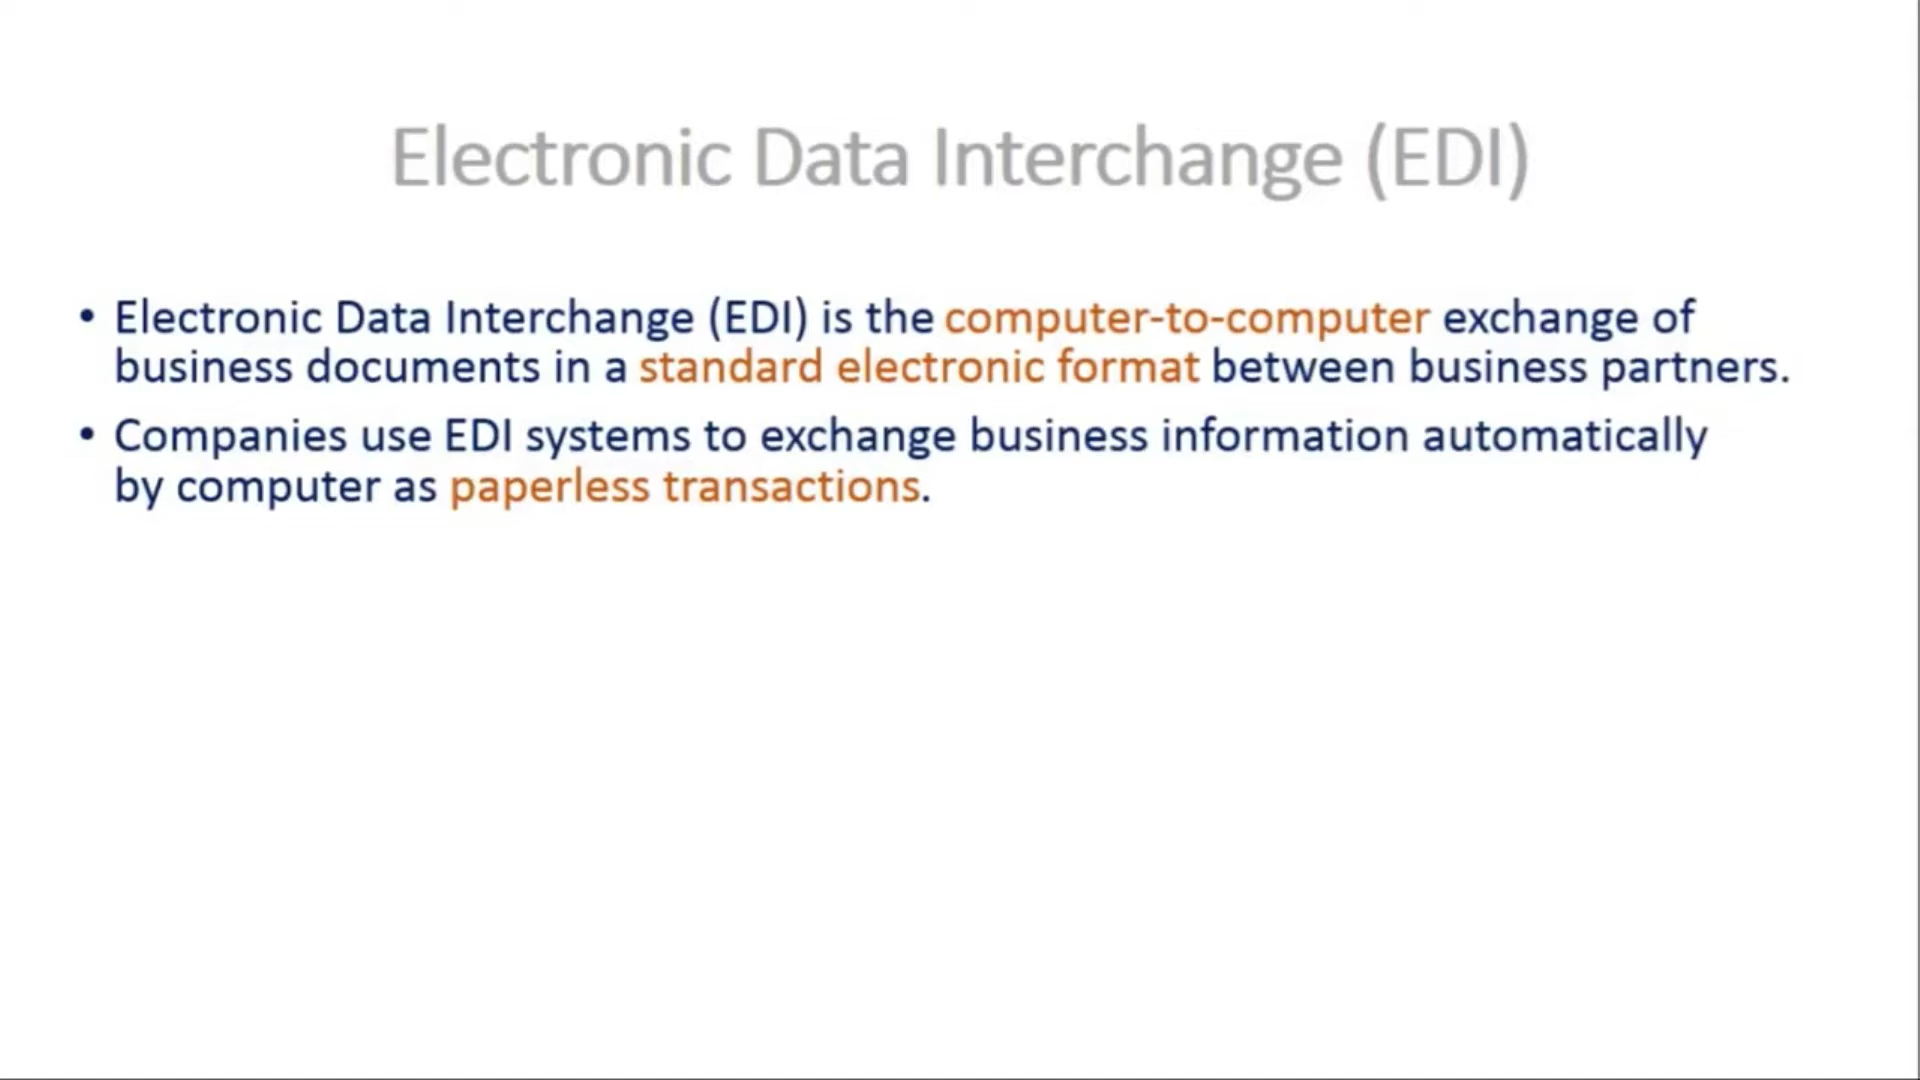 Electronic Data Interchange (EDI)
• Electronic Data Interchange (EDI) is the computer-to-computer exchange of
business documents in a standard electronic format between business partners.
• Companies use EDI systems to exchange business information automatically
by computer as paperless transactions.